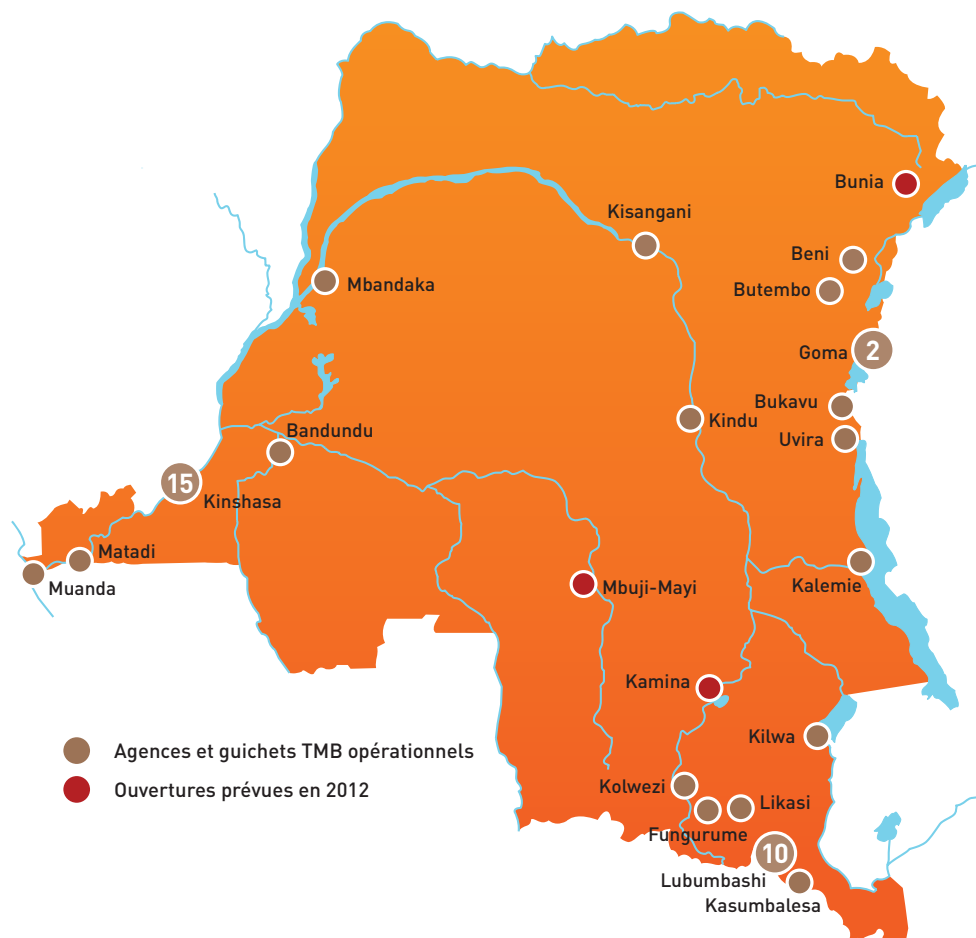 Bunia
Kisangani
Beni
Mbandaka
Butembo
Goma
2
Bukavu
Kindu
Bandundu
Uvira
15
Kinshasa
Matadi
Muanda
Mbuji-Mayi
Kalemie
Kamina
Kilwa
Agences et guichets TMB opérationnels
Ouvertures prévues en 2012
Kolwezi
Likasi
Fungurume
10
Lubumbashi
Kasumbalesa